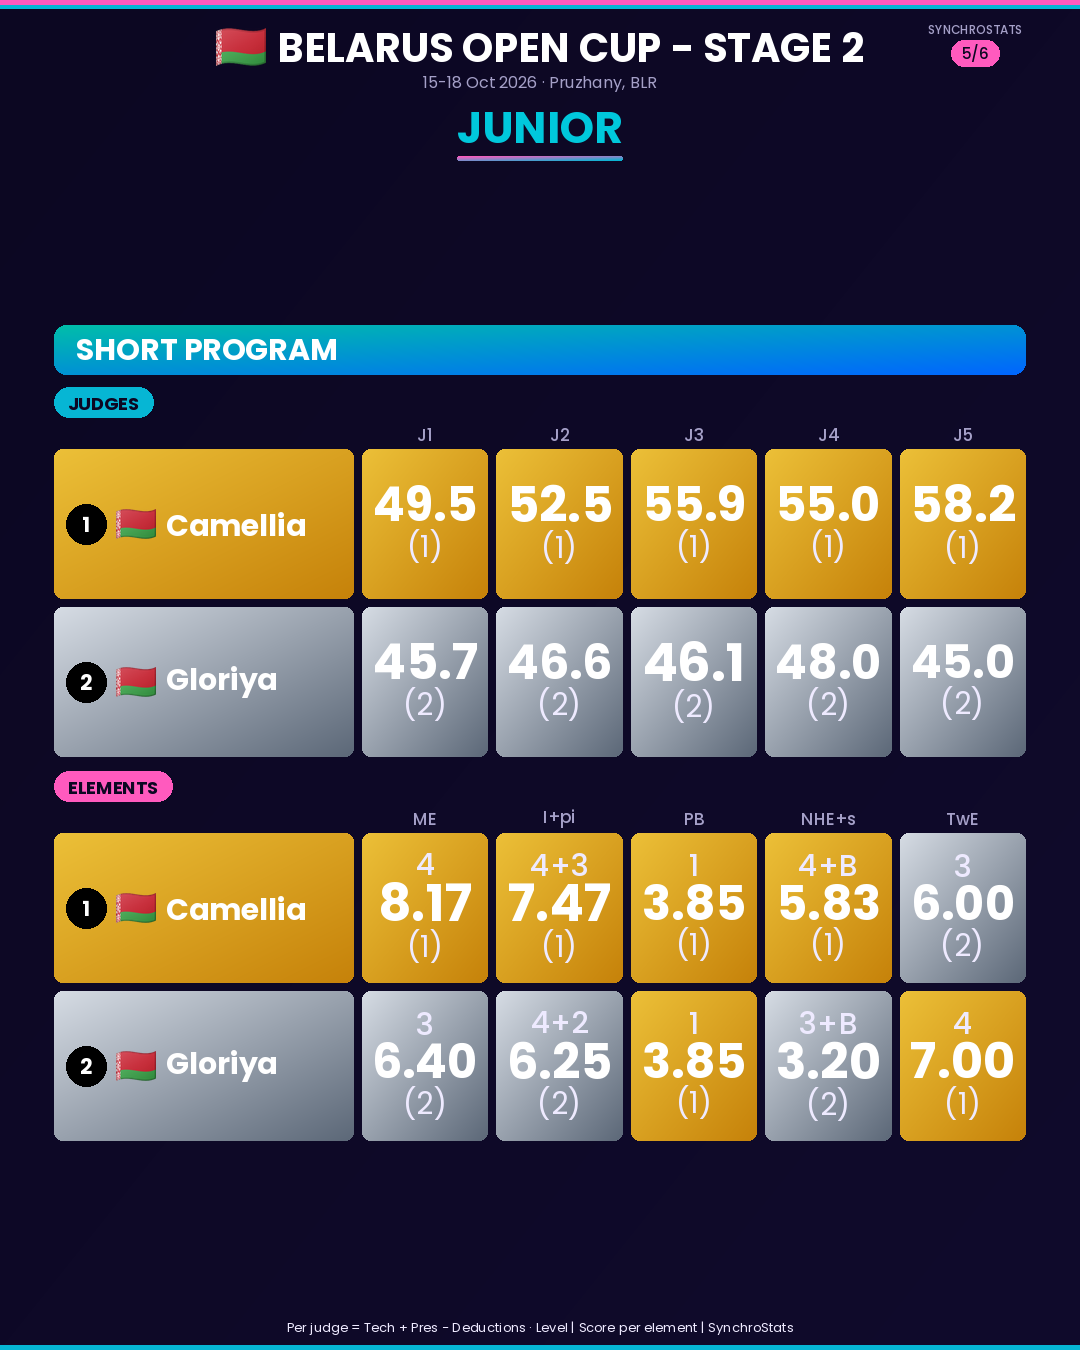 BELARUS OPEN CUP - STAGE 2
SYNCHROSTATS
5/6
15-18 Oct 2026 · Pruzhany, BLR
JUNIOR
SHORT PROGRAM
JUDGES
J1 J2 J3 J4 J5
1 Camellia 49.5 52.5 55.9 55.0 58.2
(1) (1) (1) (1) (1)
2 Gloriya 45.7 46.6 46.1 48.0 45.0
(2) (2) (2) (2) (2)
ELEMENTS
ME I+pi PB NHE+s TwE
4 4+3 1 4+B 3
1 Camellia 8.17 7.47 3.85 5.83 6.00
(1) (1) (1) (1) (2)
3 4+2 1 3+B 4
2 Gloriya 6.40 6.25 3.85 3.20 7.00
(2) (2) (1) (2) (1)
Per judge = Tech + Pres - Deductions · Level | Score per element | SynchroStats